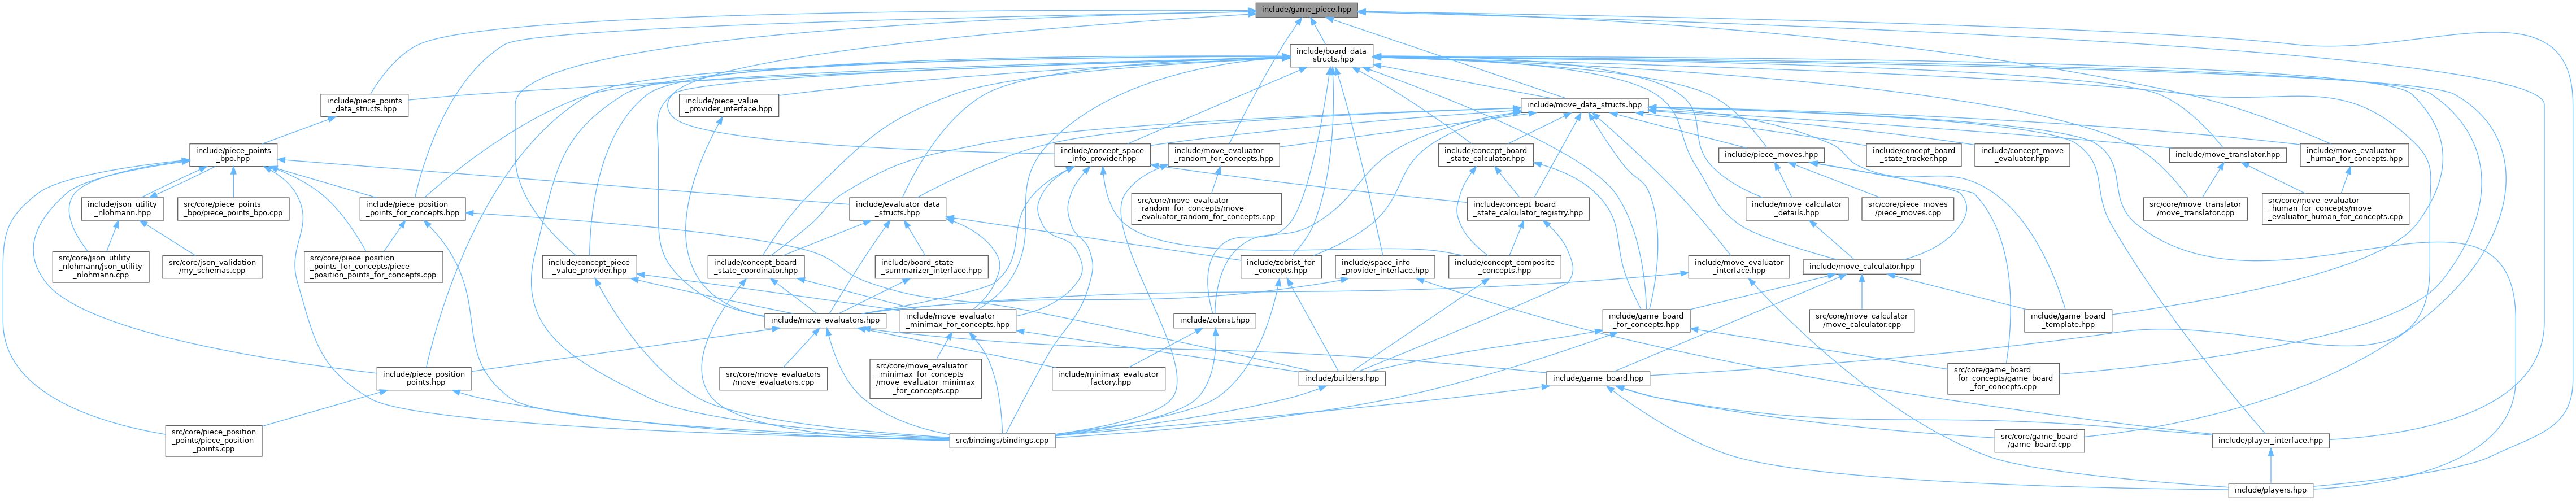 include/game_piece.hpp
include/board_data
_structs.hpp
include/piece_points
_data_structs.hpp
include/piece_value
_provider_interface.hpp
include/move_data_structs.hpp
include/piece_points
_bpo.hpp
include/concept_space
_info_provider.hpp
include/move_evaluator
_random_for_concepts.hpp
include/concept_board
_state_calculator.hpp
include/piece_moves.hpp
include/concept_board
_state_tracker.hpp
include/concept_move
_evaluator.hpp
include/move_translator.hpp
include/move_evaluator
_human_for_concepts.hpp
include/json_utility
_nlohmann.hpp
src/core/piece_points
_bpo/piece_points_bpo.cpp
include/piece_position
_points_for_concepts.hpp
include/evaluator_data
_structs.hpp
src/core/move_evaluator
_random_for_concepts/move
_evaluator_random_for_concepts.cpp
include/concept_board
_state_calculator_registry.hpp
include/move_calculator
_details.hpp
src/core/piece_moves
/piece_moves.cpp
src/core/move_translator
/move_translator.cpp
src/core/move_evaluator
_human_for_concepts/move
_evaluator_human_for_concepts.cpp
src/core/json_utility
_nlohmann/json_utility
_nlohmann.cpp
src/core/json_validation
/my_schemas.cpp
src/core/piece_position
_points_for_concepts/piece
_position_points_for_concepts.cpp
include/concept_piece
_value_provider.hpp
include/concept_board
_state_coordinator.hpp
include/board_state
_summarizer_interface.hpp
include/zobrist_for
_concepts.hpp
include/space_info
_provider_interface.hpp
include/concept_composite
_concepts.hpp
include/move_evaluator
_interface.hpp
include/move_calculator.hpp
include/move_evaluators.hpp
include/move_evaluator
_minimax_for_concepts.hpp
include/zobrist.hpp
include/game_board
_for_concepts.hpp
src/core/move_calculator
/move_calculator.cpp
include/game_board
_template.hpp
include/piece_position
_points.hpp
src/core/move_evaluators
/move_evaluators.cpp
src/core/move_evaluator
_minimax_for_concepts
/move_evaluator_minimax
_for_concepts.cpp
include/minimax_evaluator
_factory.hpp
include/builders.hpp
include/game_board.hpp
src/core/game_board
_for_concepts/game_board
_for_concepts.cpp
src/core/piece_position
_points/piece_position
_points.cpp
src/bindings/bindings.cpp
src/core/game_board
/game_board.cpp
include/player_interface.hpp
include/players.hpp